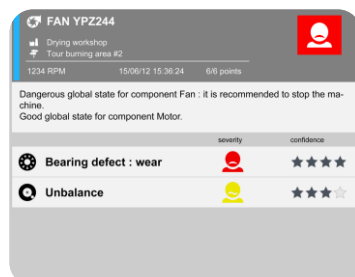 FAN YPZ244
Drying workshop
Tour burning area #2
1234 RPM 15/06/12 15:36:24 6/6 points
Dangerous global state for component Fan : it is recommended to stop the ma-
chine.
Good global state for component Motor.
severity confidence
Bearing defect : wear
Unbalance